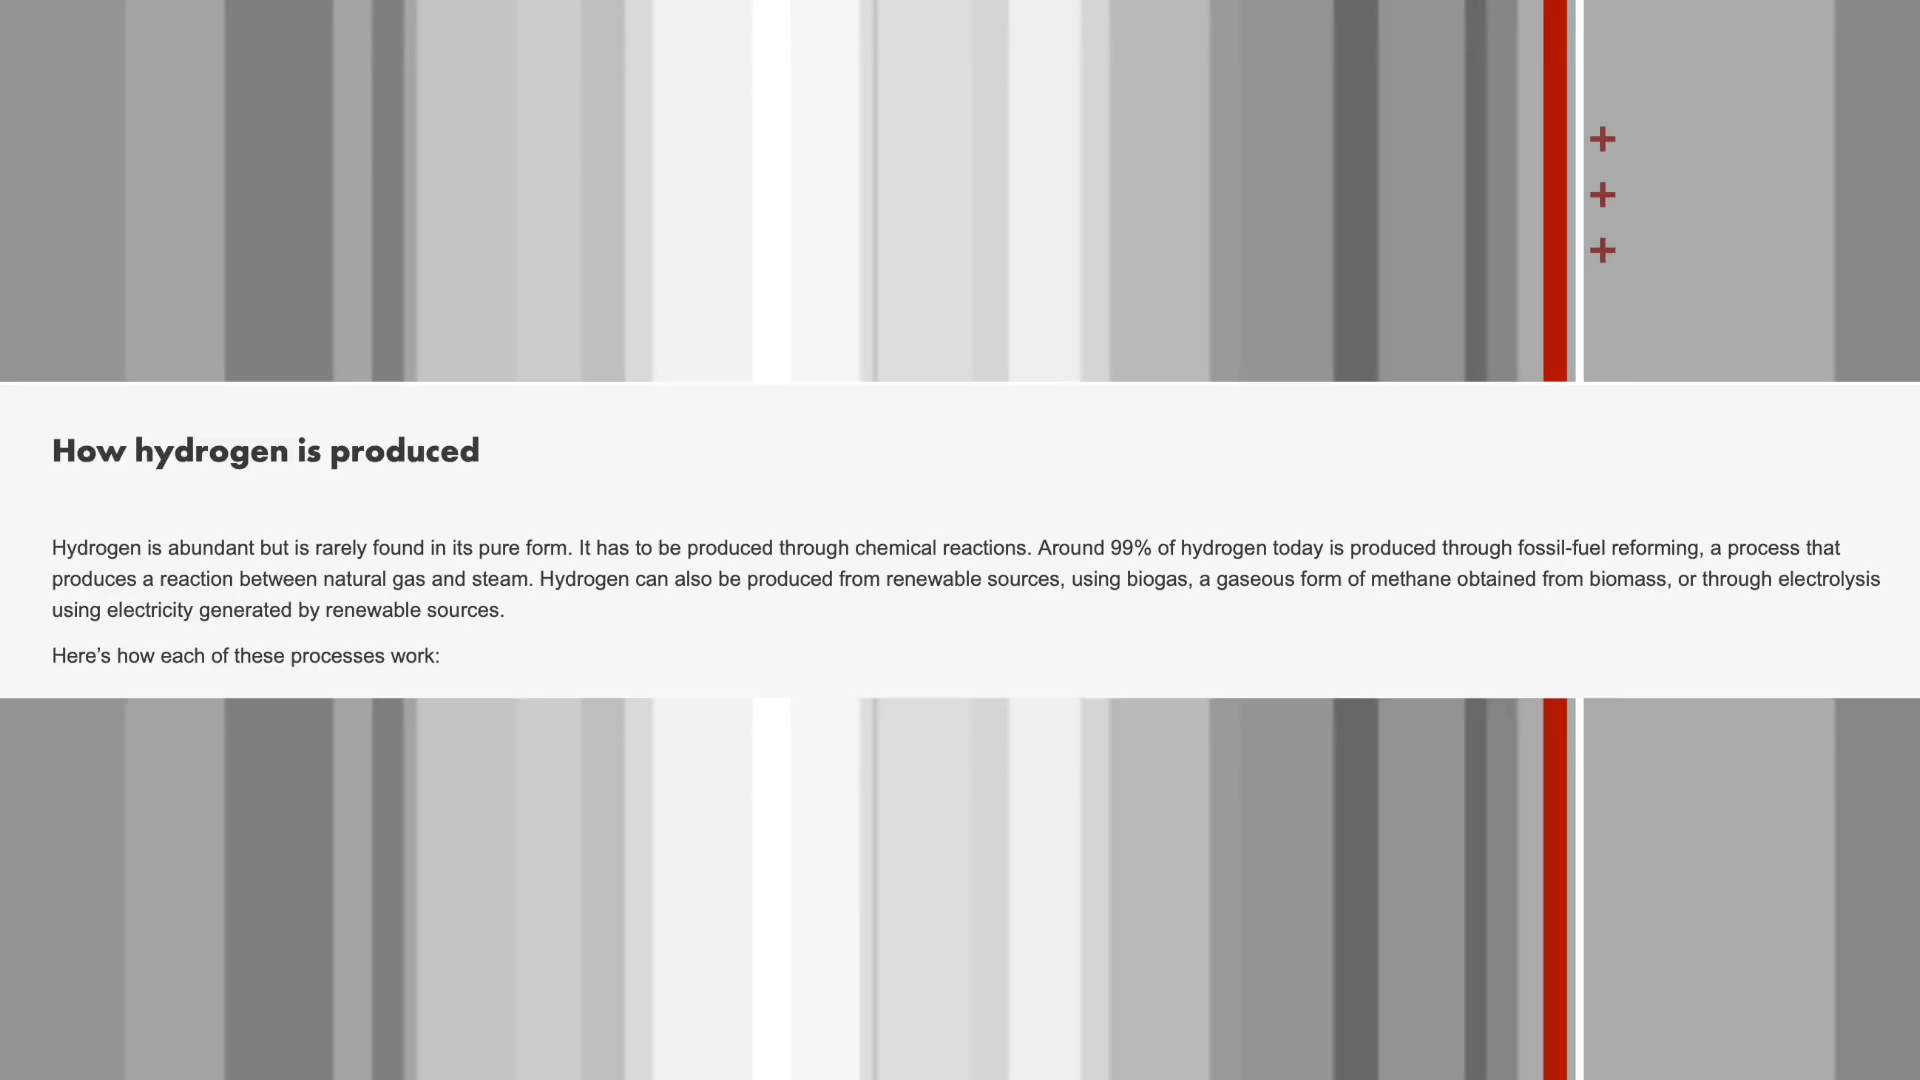 How hydrogen is produced
Hydrogen is abundant but is rarely found in its pure form. It has to be produced through chemical reactions. Around 99% of hydrogen today is produced through fossil-fuel reforming, a process that
produces a reaction between natural gas and steam. Hydrogen can also be produced from renewable sources, using biogas, a gaseous form of methane obtained from biomass, or through electrolysis
using electricity generated by renewable sources.
Here’s how each of these processes work: